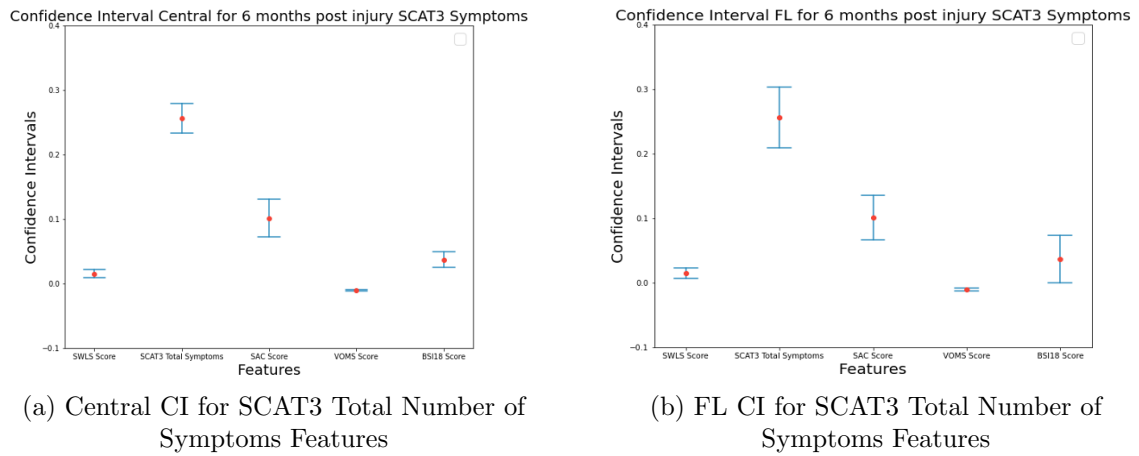 Confidence Interval Central for 6 months post injury SCAT3 Symptoms
0.4
0.3
0.2
0.1
0.0
−0.1
Confidence Intervals
SWLS Score SCAT3 Total Symptoms SAC Score VOMS Score BSI18 Score
Features
(a) Central CI for SCAT3 Total Number of
Symptoms Features
Confidence Interval FL for 6 months post injury SCAT3 Symptoms
0.4
0.3
0.2
0.1
0.0
−0.1
Confidence Intervals
SWLS Score SCAT3 Total Symptoms SAC Score VOMS Score BSI18 Score
Features
(b) FL CI for SCAT3 Total Number of
Symptoms Features